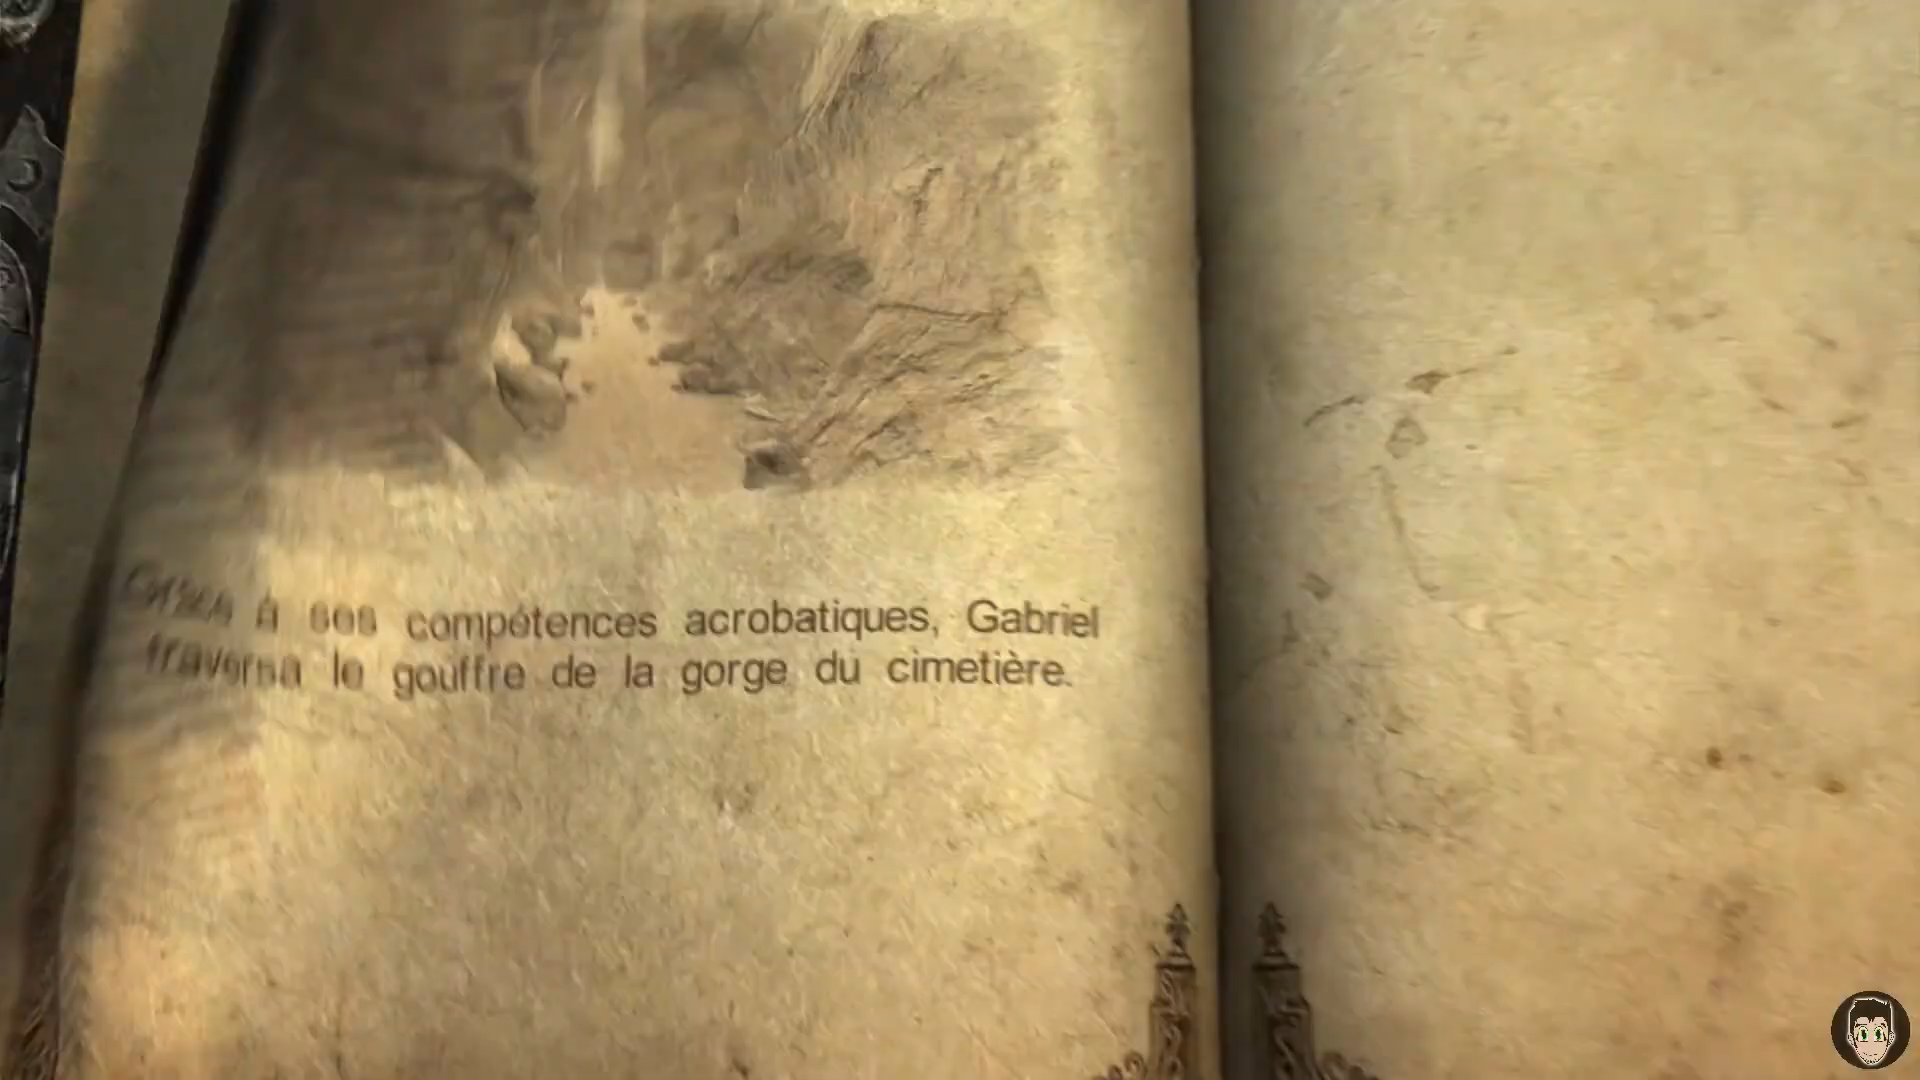 Grâce à ses compétences acrobatiques, Gabriel
traversa le gouffre de la gorge du cimetière.